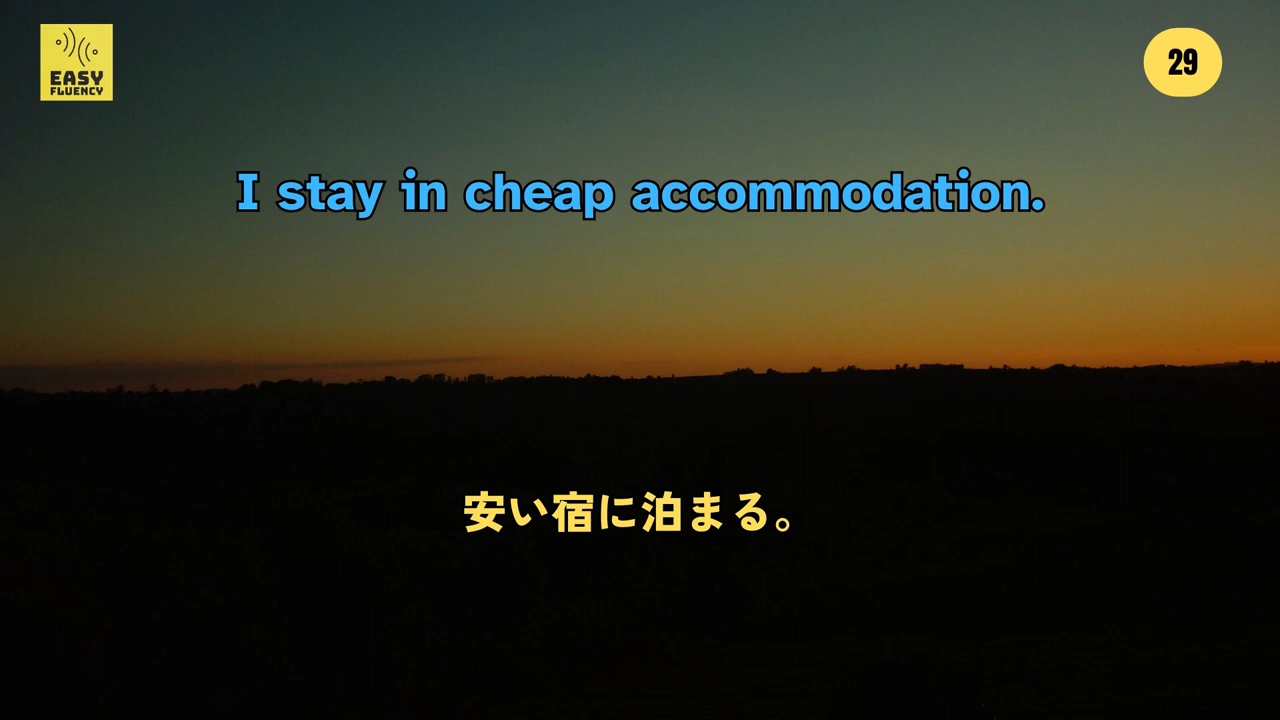 EASY
FLUENCY
29
I stay in cheap accommodation.
安い宿に泊まる。